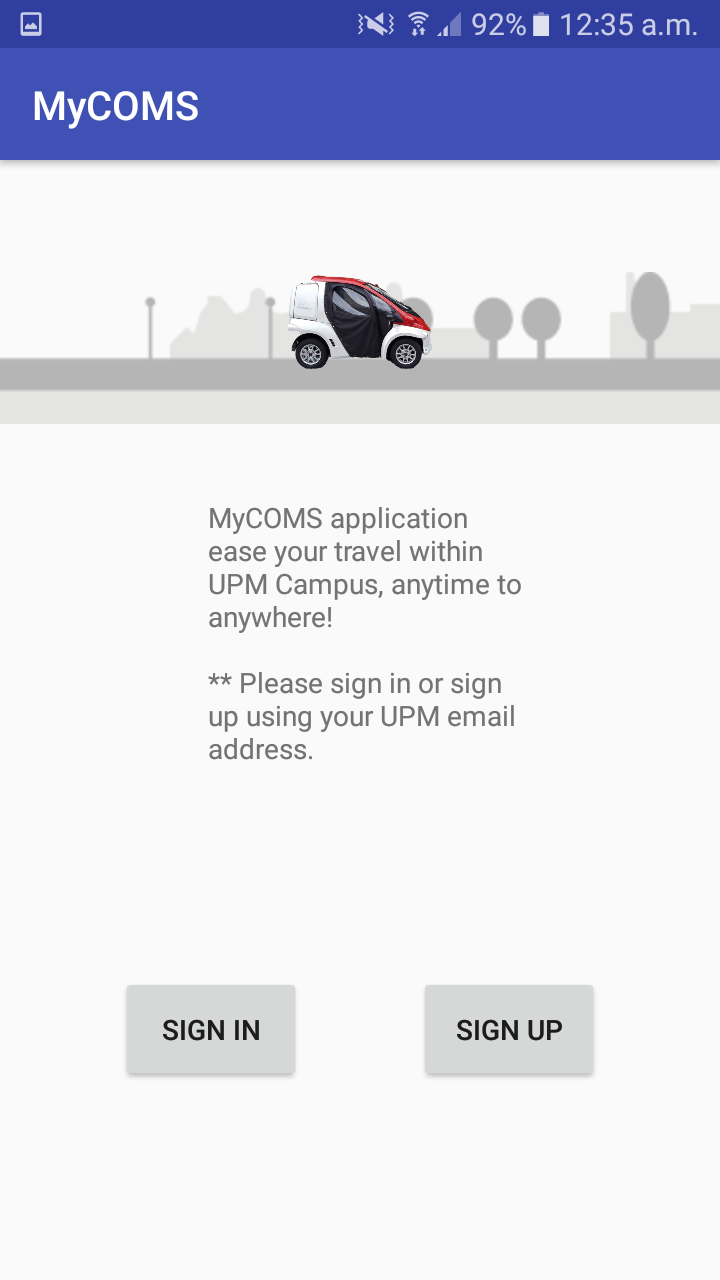 92% 12:35 a.m.
MyCOMS
MyCOMS application
ease your travel within
UPM Campus, anytime to
anywhere!
** Please sign in or sign
up using your UPM email
address.
SIGN IN SIGN UP